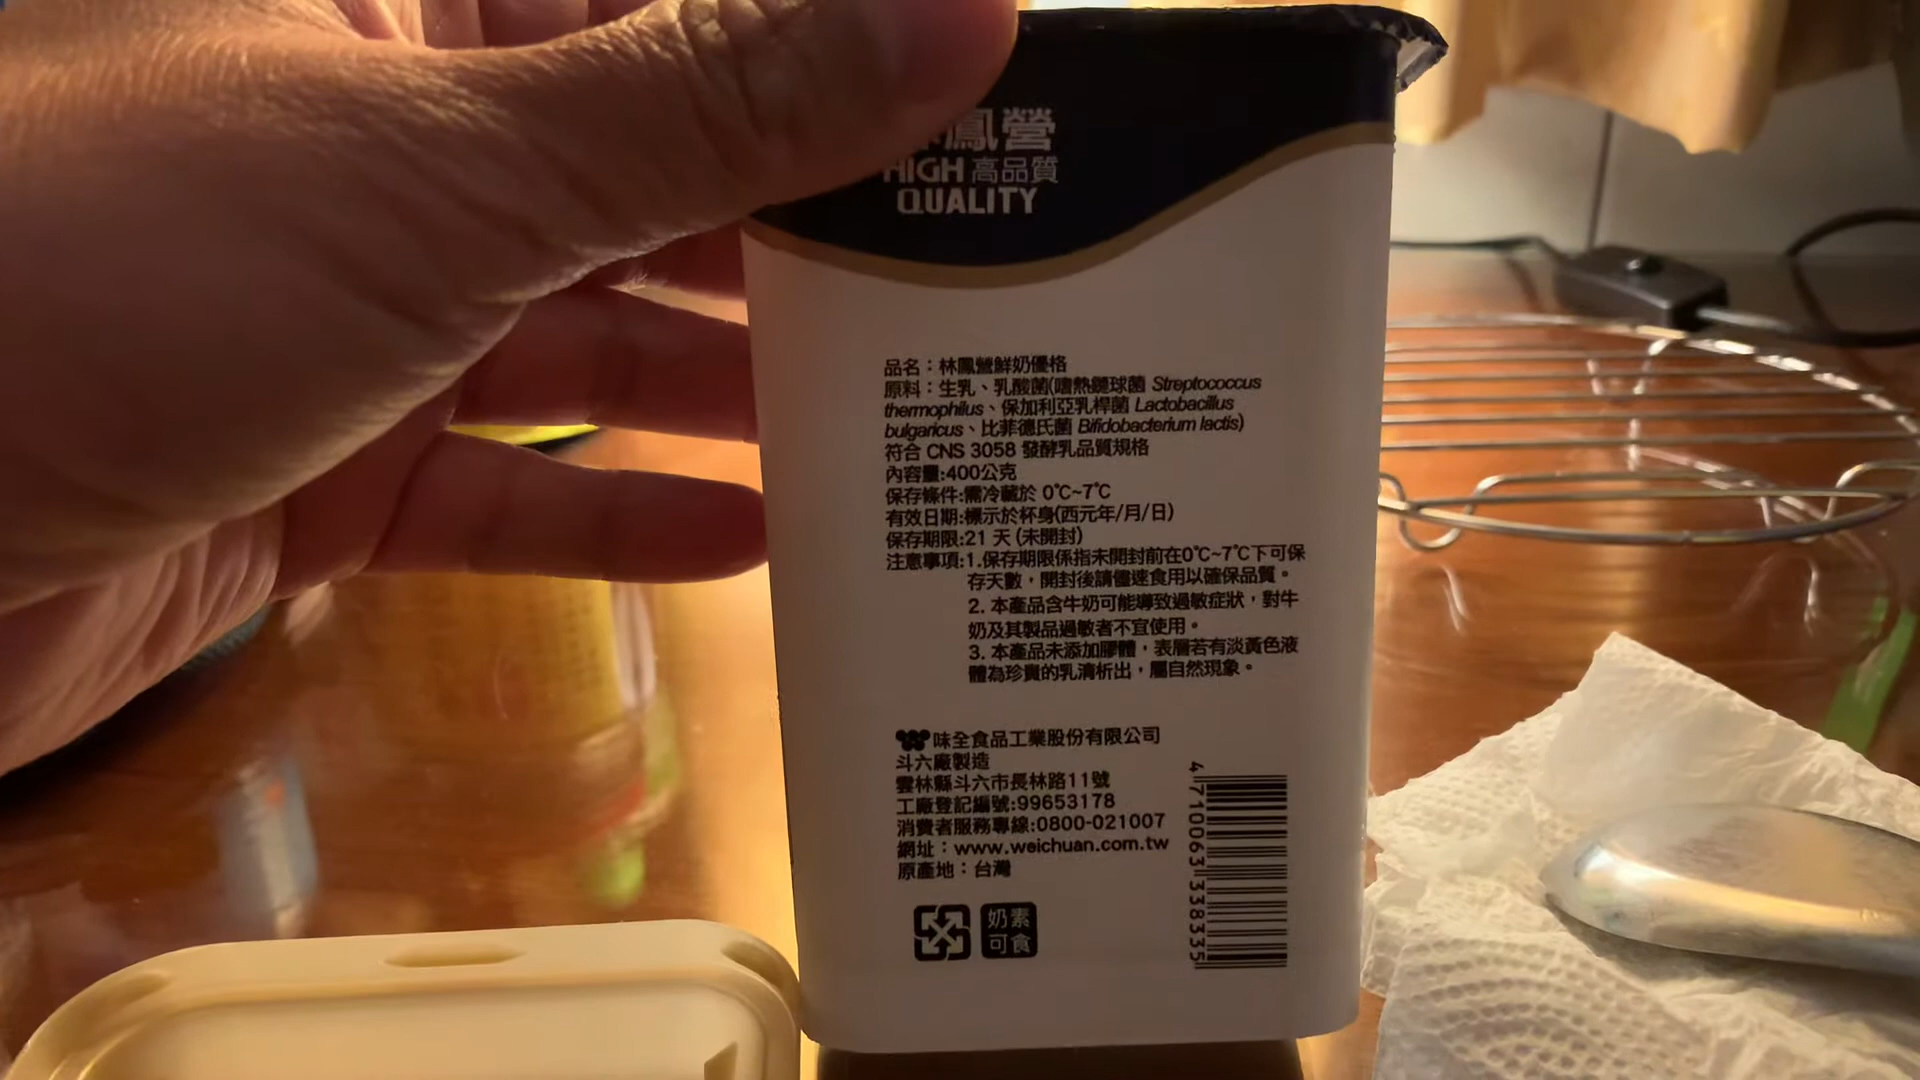 鳳營
HIGH 高品質
QUALITY
品名：林鳳營鮮奶優格
原料：生乳、乳酸菌(嗜熱鏈球菌 Streptococcus
thermophilus、保加利亞乳桿菌 Lactobacillus
bulgaricus、比菲德氏菌 Bifidobacterium lactis)
符合 CNS 3058 發酵乳品質規格
內容量:400公克
保存條件:需冷藏於 0℃~7℃
有效日期:標示於杯身(西元年/月/日)
保存期限:21 天 (未開封)
注意事項:1.保存期限係指未開封前在0℃~7℃下可保
存天數，開封後請儘速食用以確保品質。
2. 本產品含牛奶可能導致過敏症狀，對牛
奶及其製品過敏者不宜使用。
3. 本產品未添加膠體，表層若有淡黃色液
體為珍貴的乳清析出，屬自然現象。
味全食品工業股份有限公司
斗六廠製造
雲林縣斗六市長林路11號
工廠登記編號:99653178
消費者服務專線:0800-021007
網址：www.weichuan.com.tw
原產地：台灣
奶素
可食
4710063338335